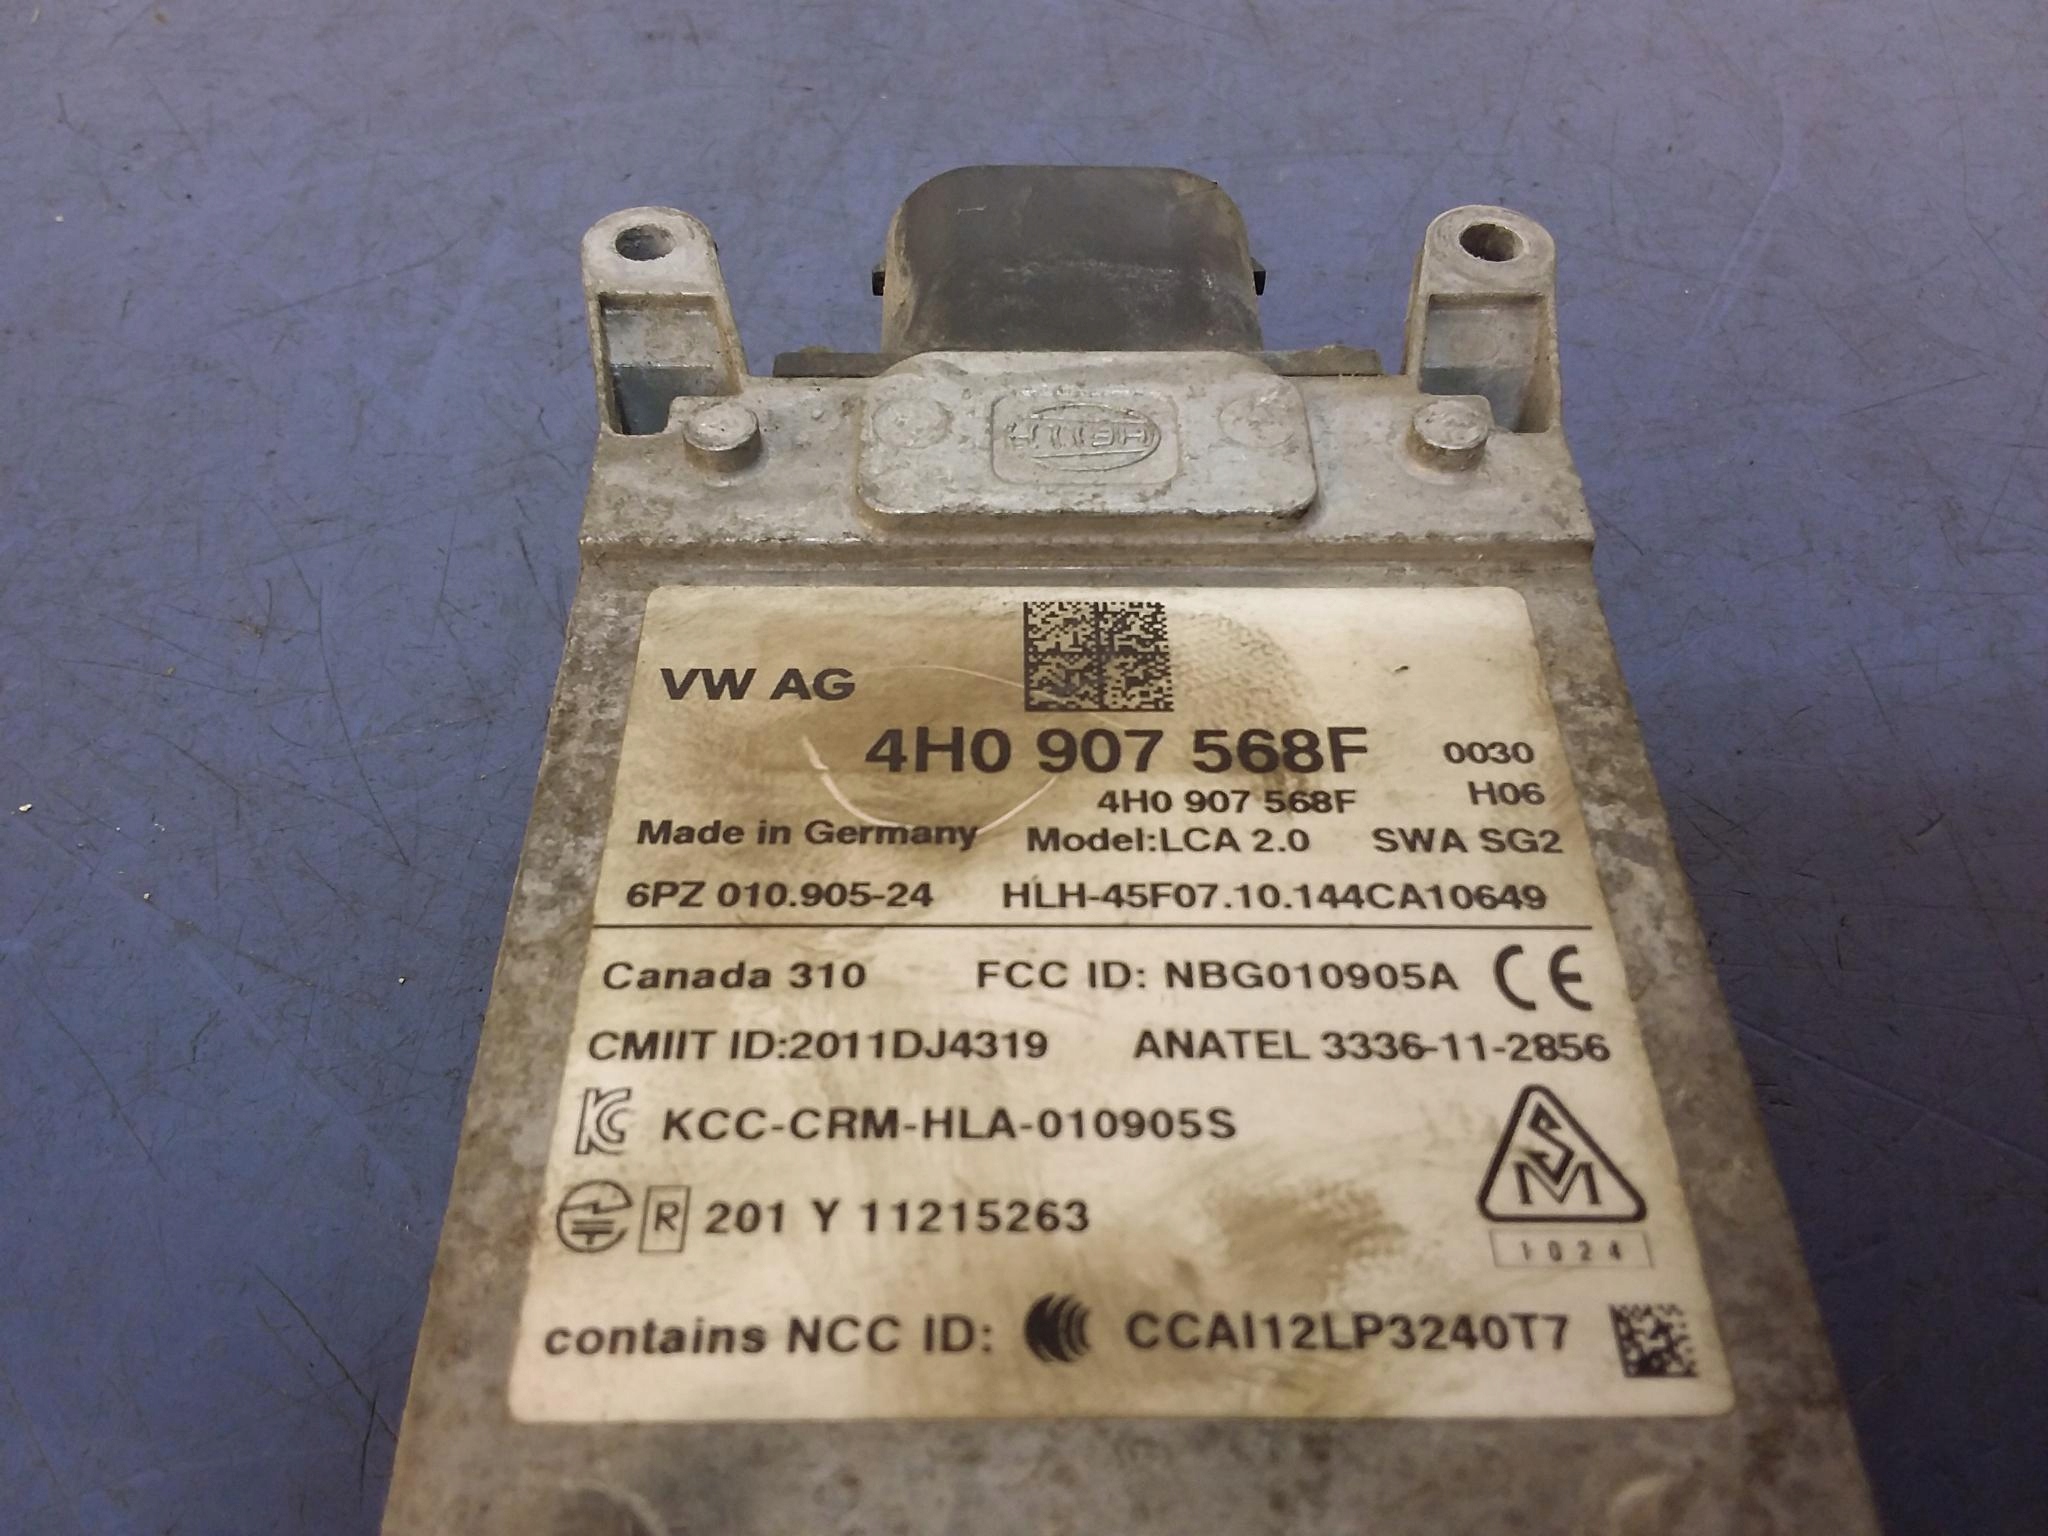 HELLA
VW AG
4H0 907 568F 0030
4H0 907 568F H06
Made in Germany Model:LCA 2.0 SWA SG2
6PZ 010.905-24 HLH-45F07.10.144CA10649
Canada 310 FCC ID: NBG010905A CE
CMIIT ID:2011DJ4319 ANATEL 3336-11-2856
KC KCC-CRM-HLA-010905S
R 201 Y 11215263
SM
1024
contains NCC ID: CCAI12LP3240T7